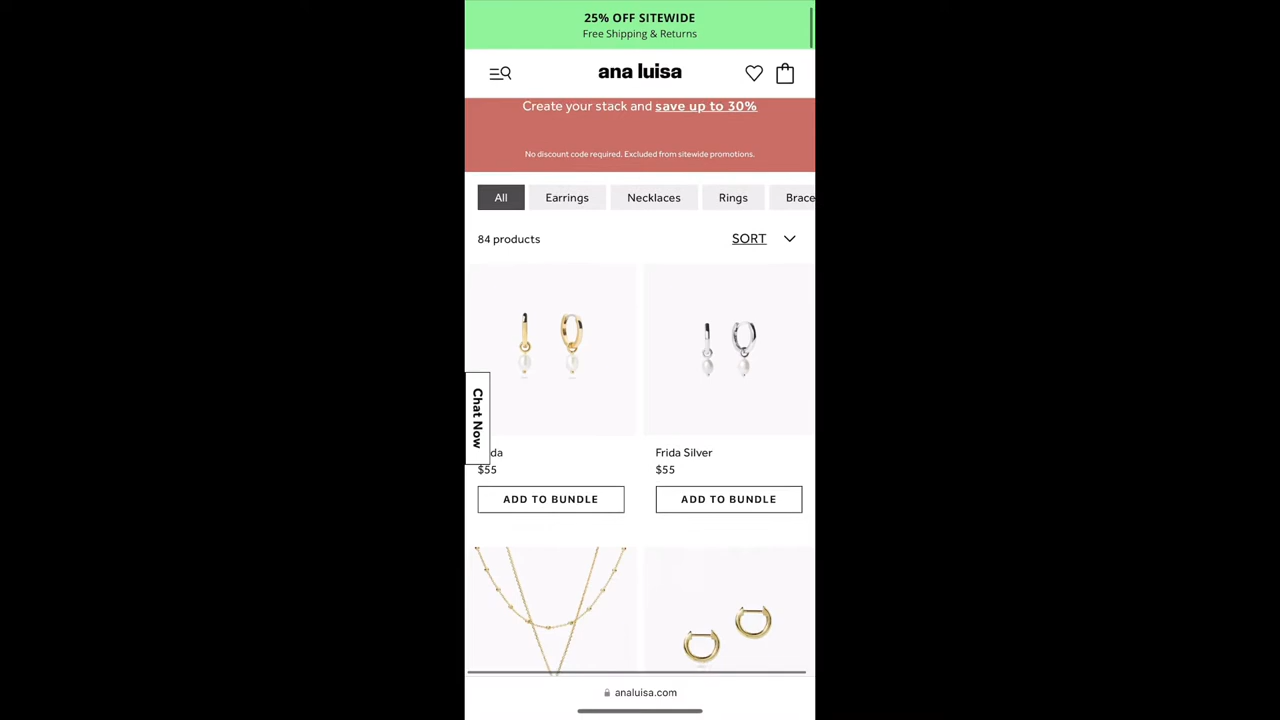 25% OFF SITEWIDE
Free Shipping & Returns
ana luisa
Create your stack and save up to 30%
No discount code required. Excluded from sitewide promotions.
All Earrings Necklaces Rings Brace
84 products SORT
Chat Now
da Frida Silver
$55 $55
ADD TO BUNDLE ADD TO BUNDLE
analuisa.com